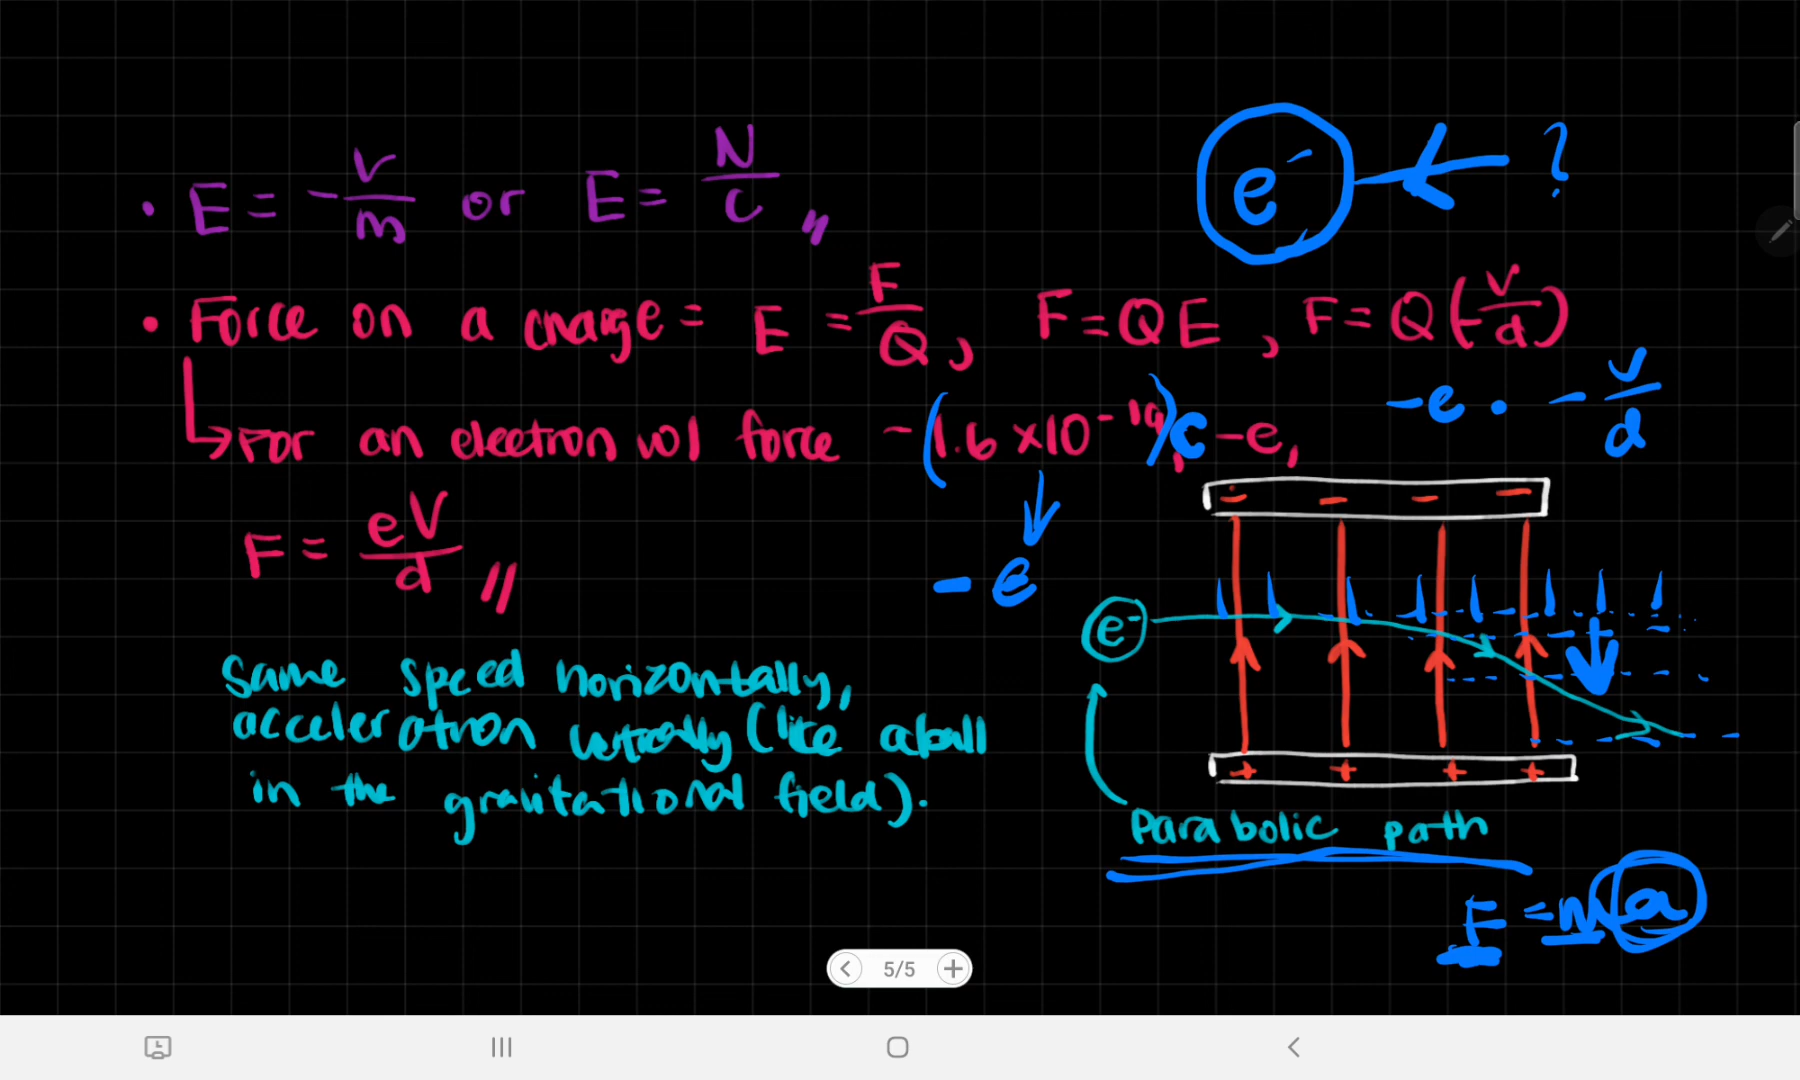 • E = -V/m or E = N/C //
e⁻ ?
• Force on a charge = E = F/Q, F = QE, F = Q(-V/d)
-e • -V/d
↳ For an electron w/ force -(1.6 ×10⁻¹⁹)C, -e,
F = eV/d //
- e
- - - -
e⁻
+ + + +
Same speed horizontally,
acceleration vertically (like a ball
in the gravitational field).
Parabolic path
F = ma
5/5